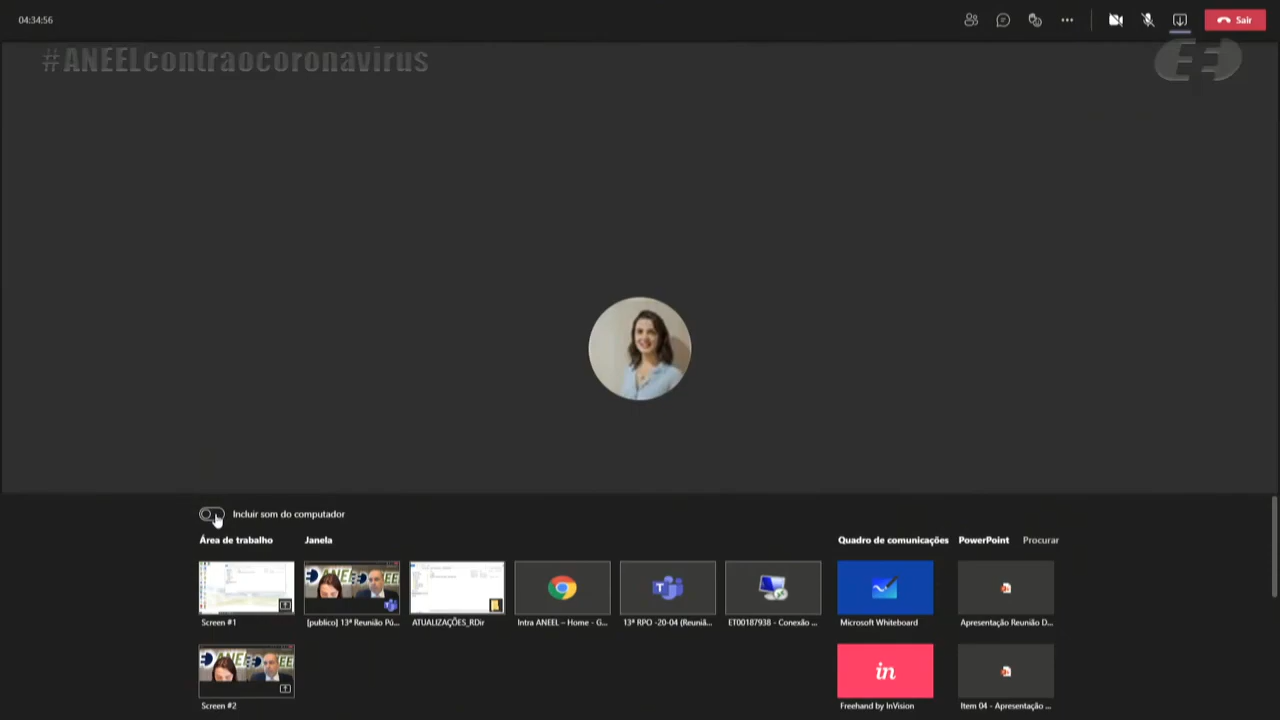 04:34:56
Sair
#ANEELcontraocoronavírus
Incluir som do computador
Área de trabalho
Janela
Quadro de comunicações
PowerPoint
Procurar
Screen #1
[publico] 13ª Reunião Pú...
ATUALIZAÇÕES_RDir
Intra ANEEL – Home - G...
13ª RPO -20-04 (Reuniã...
ET00187938 - Conexão ...
Microsoft Whiteboard
Apresentação Reunião D...
in
Screen #2
Freehand by InVision
Item 04 - Apresentação ...